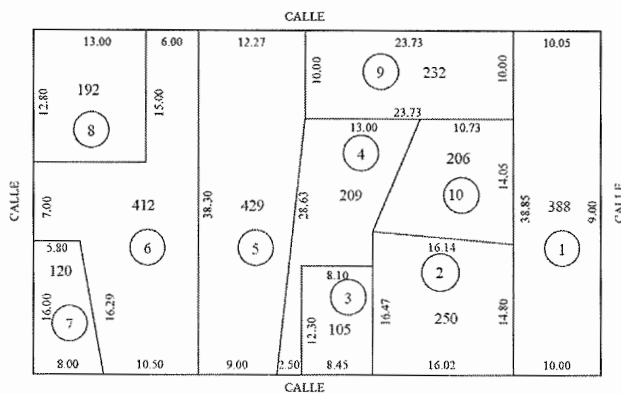 CALLE
13.00 6.00 12.27 23.73 10.05
10.00 9 232 10.00
192
12.80 15.00
8
23.73
13.00 10.73
4 206
14.05
209 10
CALLE 7.00 412 38.30 429 28.63 38.85 388 9.00 CALLE
5.80 6 5 16.14 1
120 8.10 2
16.00 16.29 3 16.47 250 14.80
7 12.30 105
8.00 10.50 9.00 2.50 8.45 16.02 10.00
CALLE